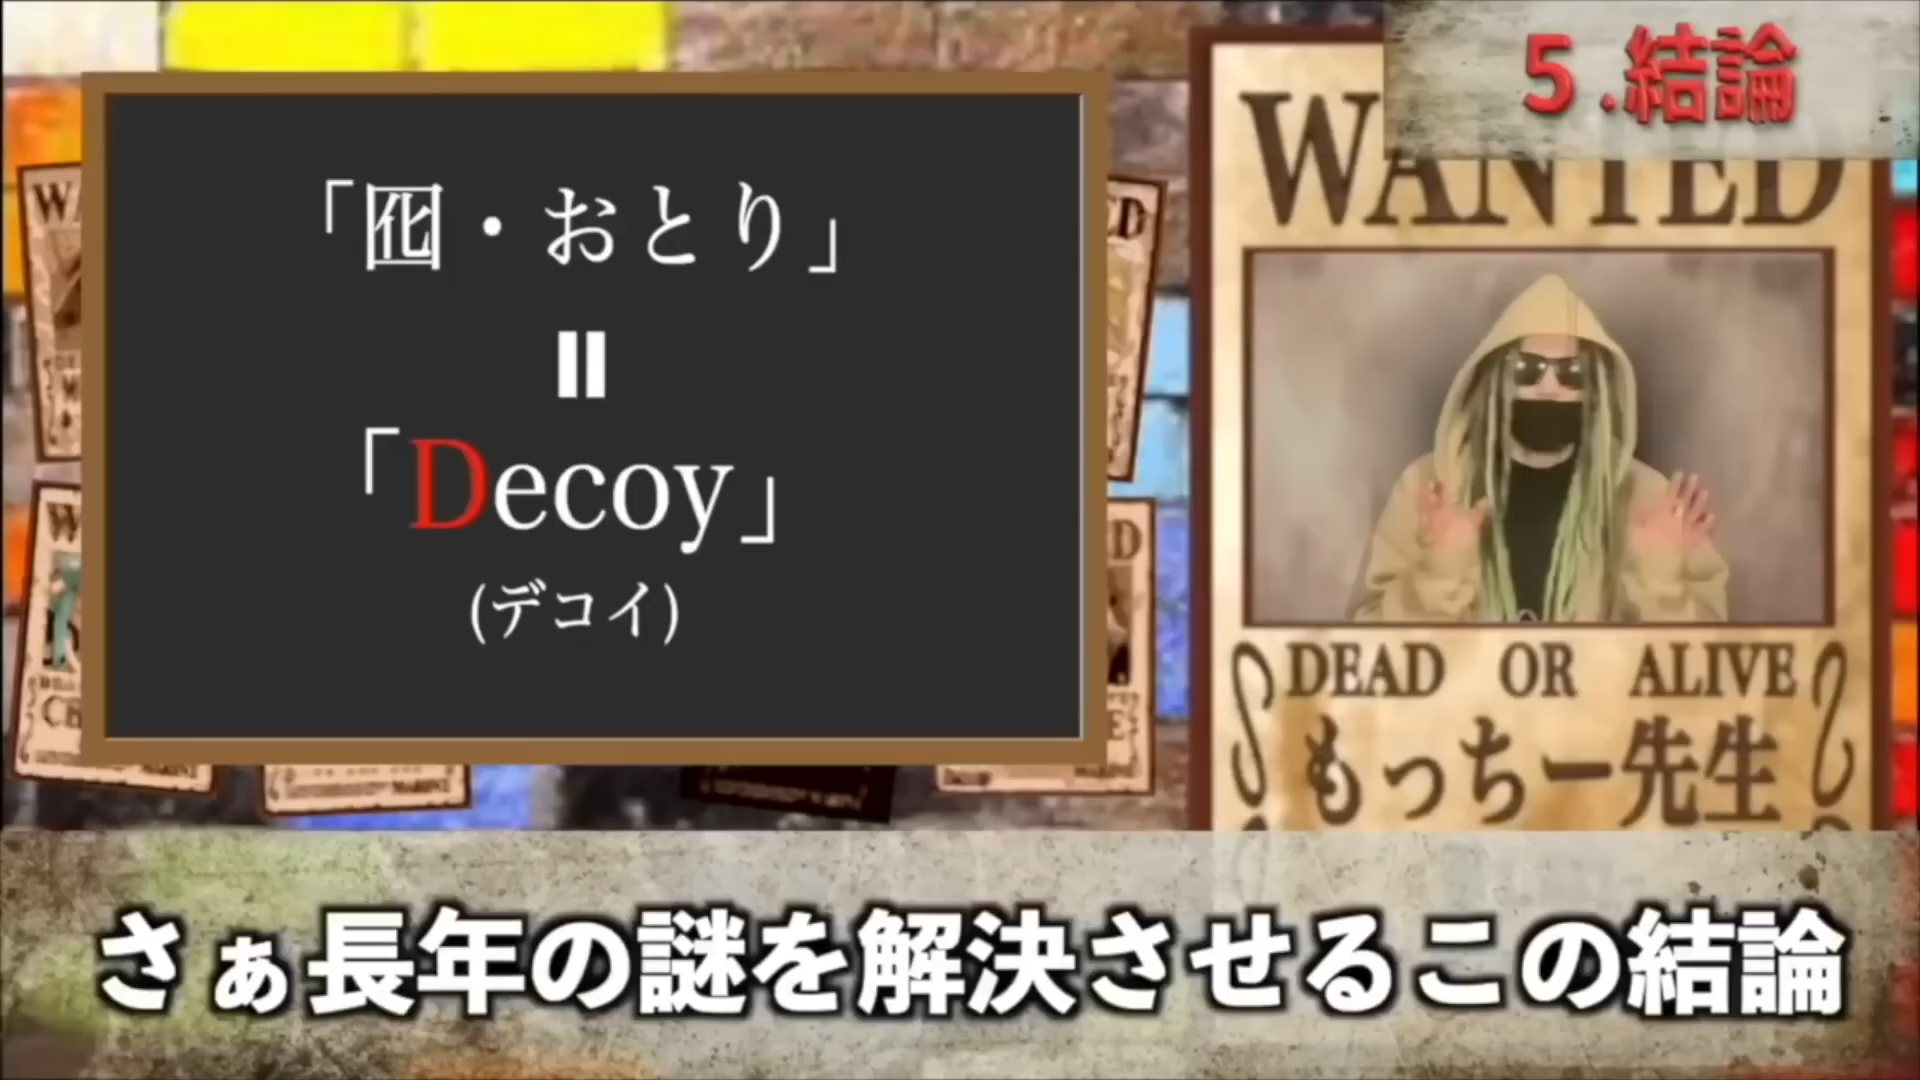 5.結論
「囮・おとり」
=
「Decoy」
(デコイ)
WANTED
DEAD OR ALIVE
もっちー先生
さぁ長年の謎を解決させるこの結論